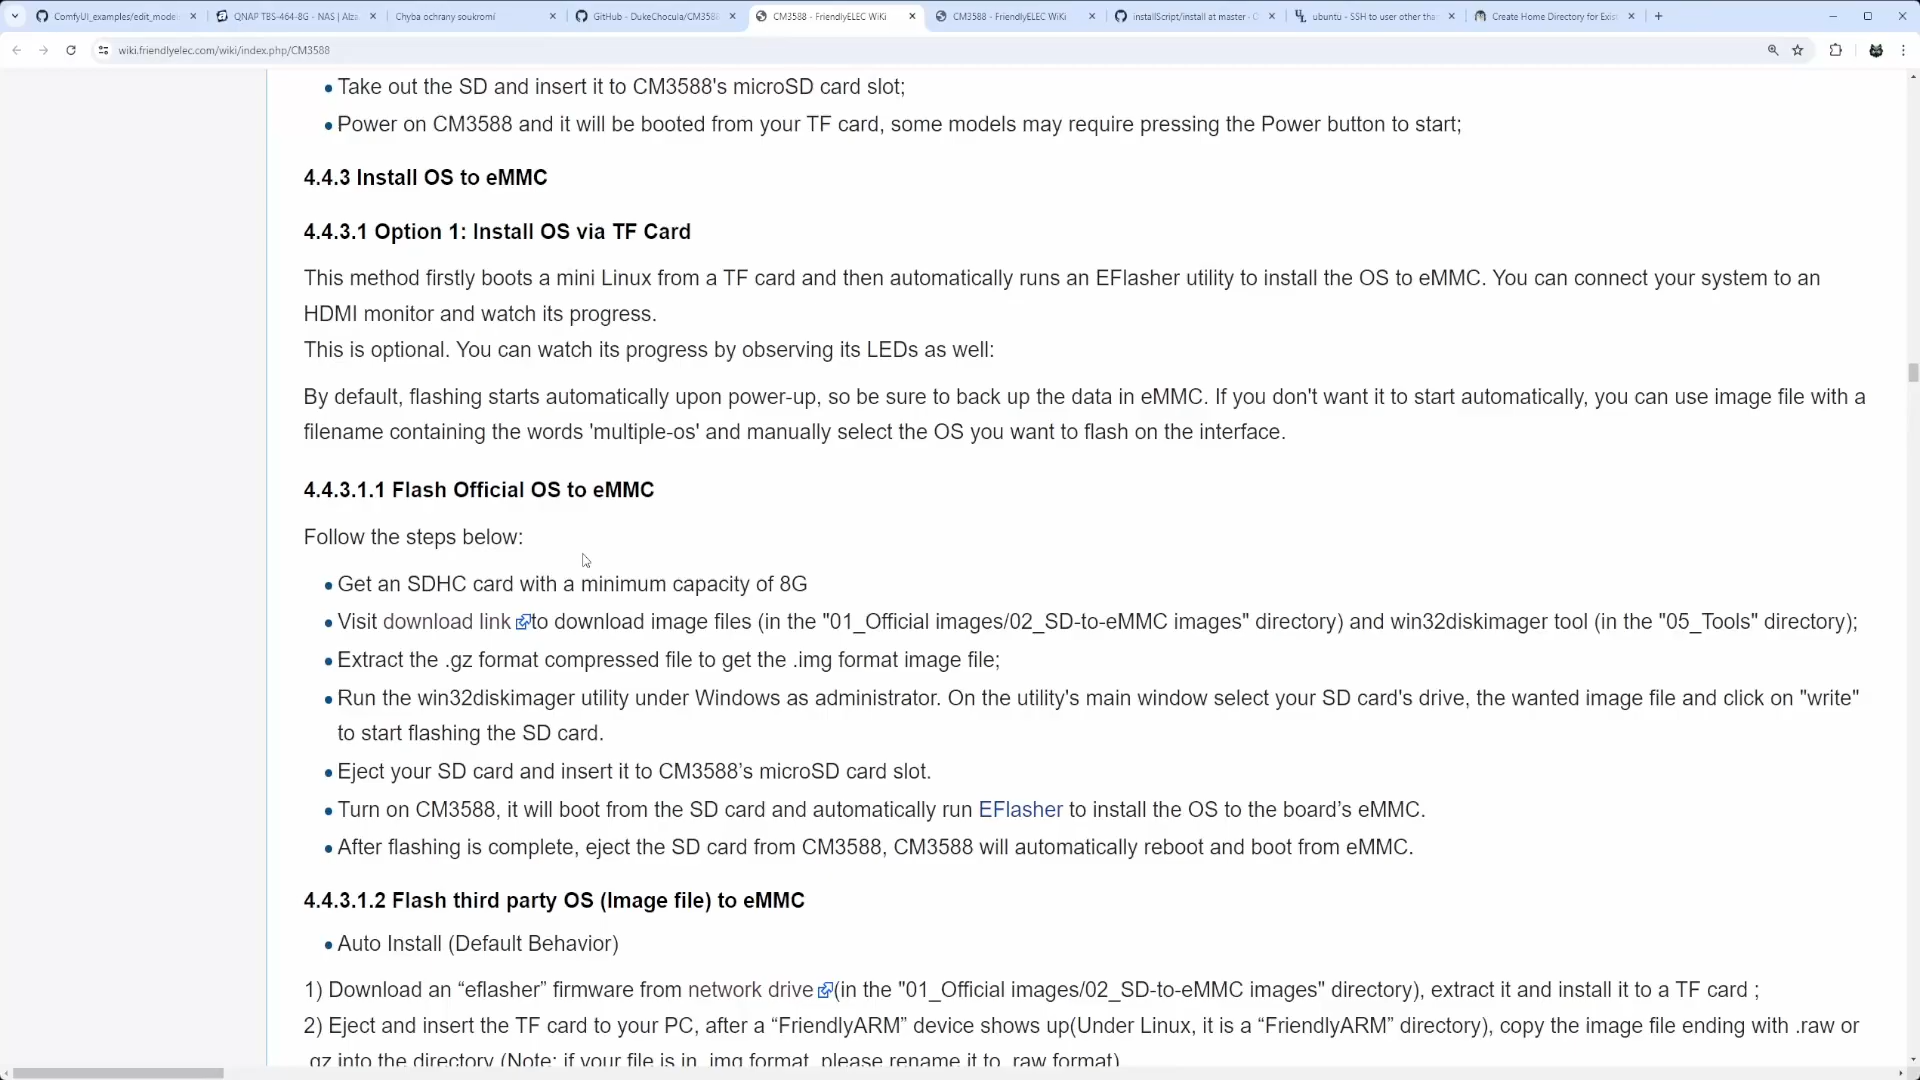 ComfyUI_examples/edit_mode
QNAP TBS-464-8G - NAS | Alza
Chyba ochrany soukromí
GitHub - DukeChocula/CM3588
CM3588 - FriendlyELEC WiKi
CM3588 - FriendlyELEC WiKi
installScript/install at master ·
ubuntu - SSH to user other tha
Create Home Directory for Exis
wiki.friendlyelec.com/wiki/index.php/CM3588
Take out the SD and insert it to CM3588's microSD card slot;
Power on CM3588 and it will be booted from your TF card, some models may require pressing the Power button to start;
4.4.3 Install OS to eMMC
4.4.3.1 Option 1: Install OS via TF Card
This method firstly boots a mini Linux from a TF card and then automatically runs an EFlasher utility to install the OS to eMMC. You can connect your system to an
HDMI monitor and watch its progress.
This is optional. You can watch its progress by observing its LEDs as well:
By default, flashing starts automatically upon power-up, so be sure to back up the data in eMMC. If you don't want it to start automatically, you can use image file with a
filename containing the words 'multiple-os' and manually select the OS you want to flash on the interface.
4.4.3.1.1 Flash Official OS to eMMC
Follow the steps below:
Get an SDHC card with a minimum capacity of 8G
Visit download link to download image files (in the "01_Official images/02_SD-to-eMMC images" directory) and win32diskimager tool (in the "05_Tools" directory);
Extract the .gz format compressed file to get the .img format image file;
Run the win32diskimager utility under Windows as administrator. On the utility's main window select your SD card's drive, the wanted image file and click on "write"
to start flashing the SD card.
Eject your SD card and insert it to CM3588’s microSD card slot.
Turn on CM3588, it will boot from the SD card and automatically run EFlasher to install the OS to the board’s eMMC.
After flashing is complete, eject the SD card from CM3588, CM3588 will automatically reboot and boot from eMMC.
4.4.3.1.2 Flash third party OS (Image file) to eMMC
Auto Install (Default Behavior)
1) Download an “eflasher” firmware from network drive (in the "01_Official images/02_SD-to-eMMC images" directory), extract it and install it to a TF card ;
2) Eject and insert the TF card to your PC, after a “FriendlyARM” device shows up(Under Linux, it is a “FriendlyARM” directory), copy the image file ending with .raw or
.gz into the directory (Note: if your file is in .img format, please rename it to .raw format)